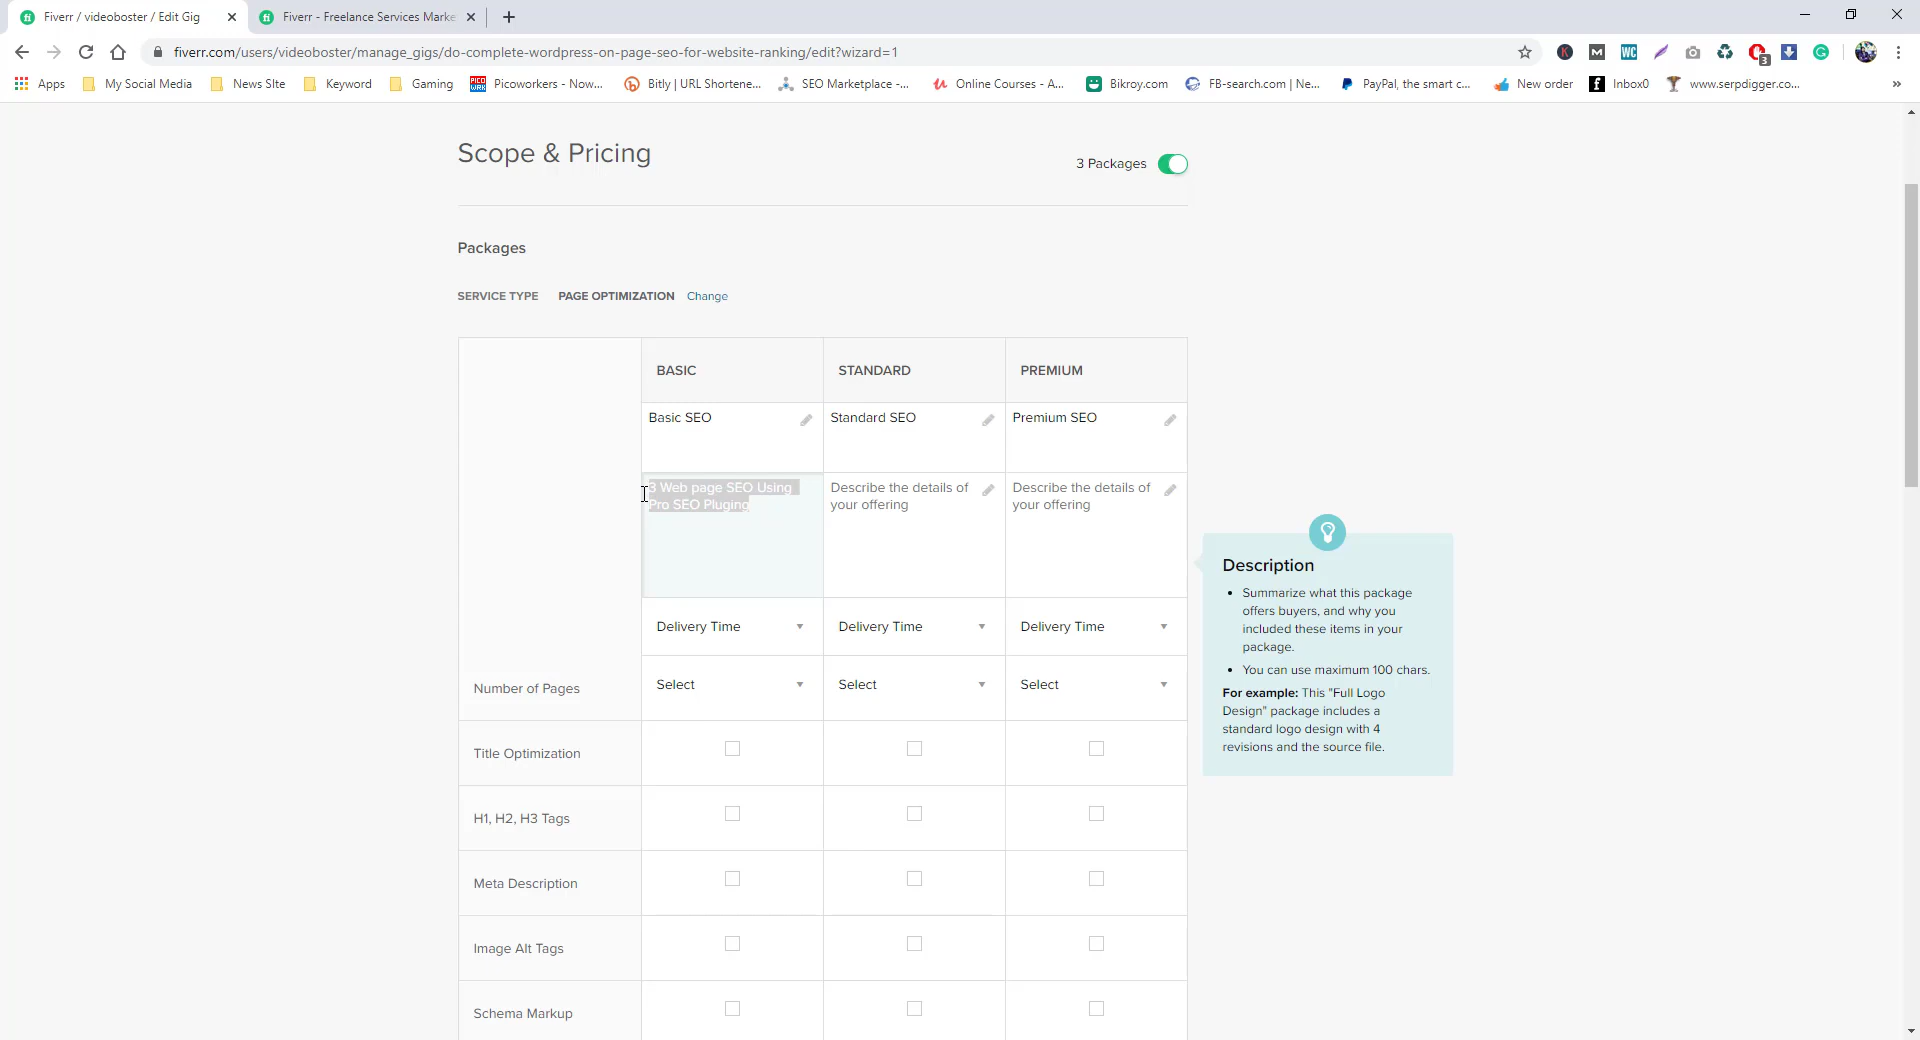 Fiverr / videoboster / Edit Gig
Fiverr - Freelance Services Marke
fiverr.com/users/videoboster/manage_gigs/do-complete-wordpress-on-page-seo-for-website-ranking/edit?wizard=1
3
Apps
My Social Media
News SIte
Keyword
Gaming
Picoworkers - Now...
Bitly | URL Shortene...
SEO Marketplace -...
Online Courses - A...
Bikroy.com
FB-search.com | Ne...
PayPal, the smart c...
New order
Inbox0
www.serpdigger.co...
Scope & Pricing
3 Packages
Packages
SERVICE TYPE PAGE OPTIMIZATION Change
BASIC STANDARD PREMIUM
Basic SEO Standard SEO Premium SEO
3 Web page SEO Using
Pro SEO Pluging
Describe the details of
your offering
Describe the details of
your offering
Delivery Time Delivery Time Delivery Time
Number of Pages Select Select Select
Title Optimization
H1, H2, H3 Tags
Meta Description
Image Alt Tags
Schema Markup
Description
• Summarize what this package
offers buyers, and why you
included these items in your
package.
• You can use maximum 100 chars.
For example: This "Full Logo
Design" package includes a
standard logo design with 4
revisions and the source file.